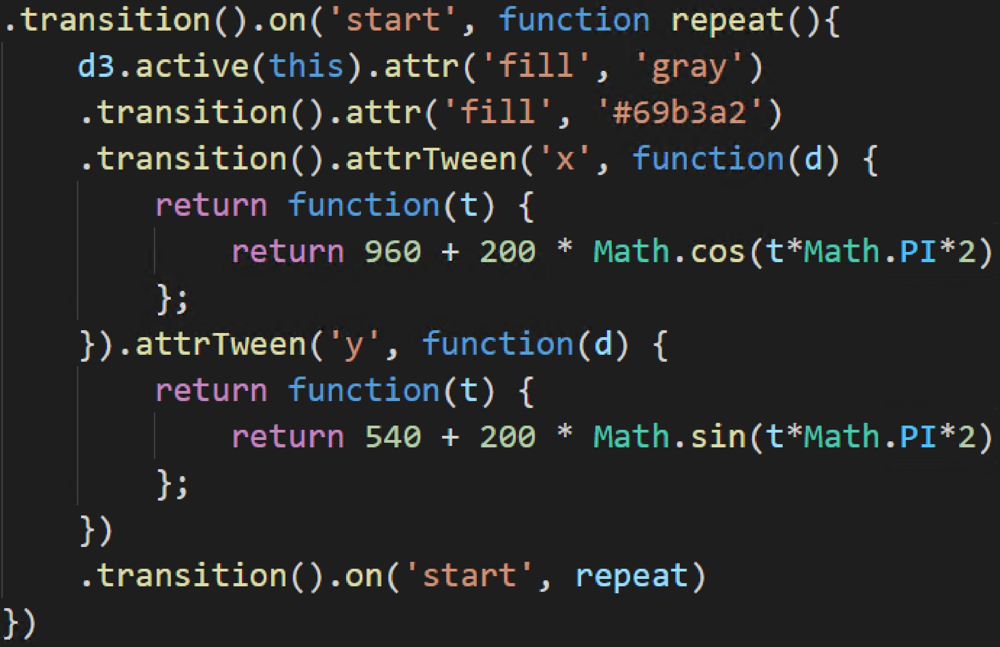 .transition().on('start', function repeat(){
d3.active(this).attr('fill', 'gray')
.transition().attr('fill', '#69b3a2')
.transition().attrTween('x', function(d) {
return function(t) {
return 960 + 200 * Math.cos(t*Math.PI*2)
};
}).attrTween('y', function(d) {
return function(t) {
return 540 + 200 * Math.sin(t*Math.PI*2)
};
})
.transition().on('start', repeat)
})